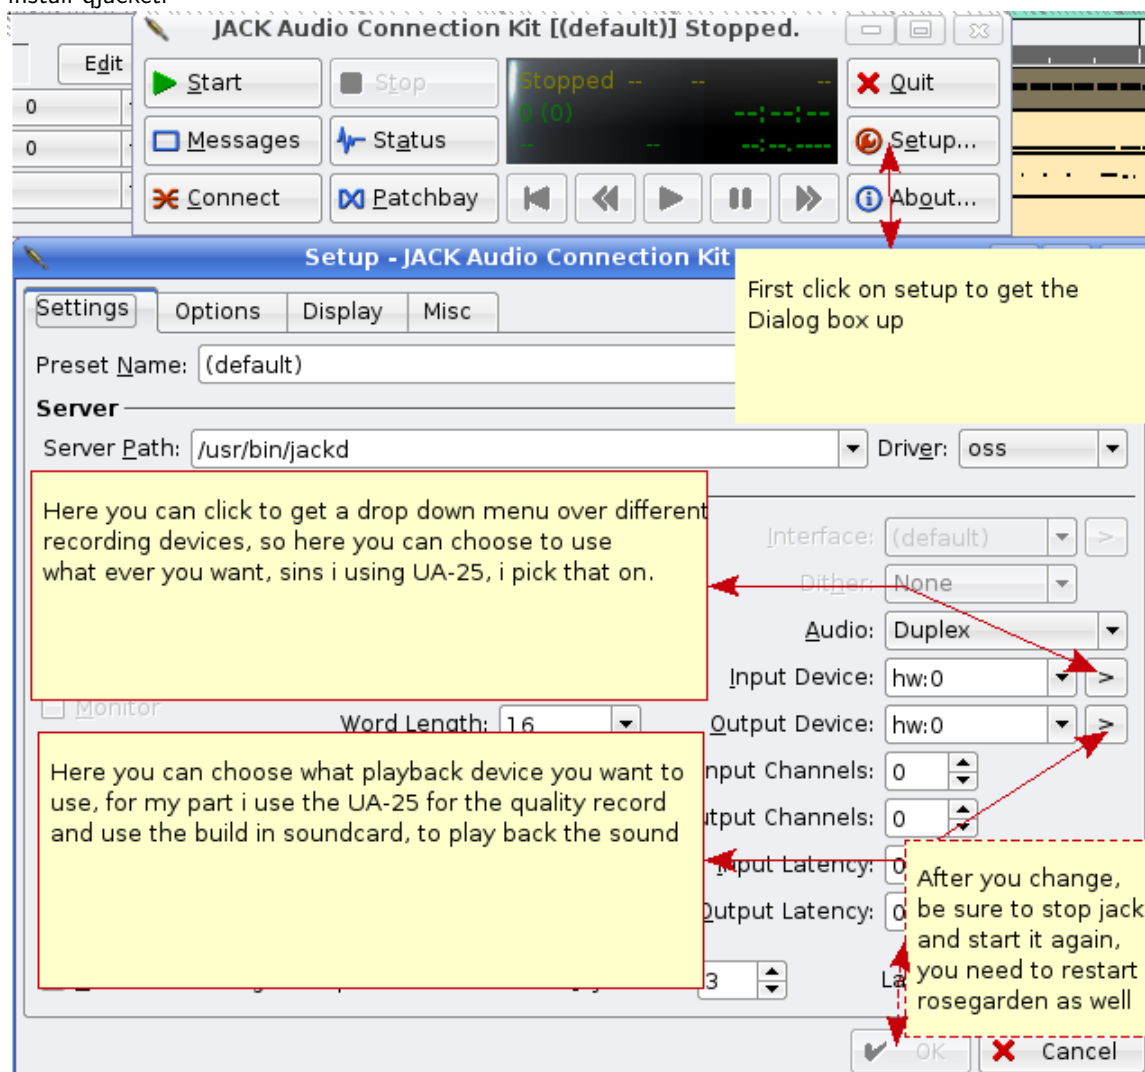 JACK Audio Connection Kit [(default)] Stopped.
Edit
Start
Stop
Stopped -- -- --
Quit
0
0 (0) --:--:--
0
Messages
Status
-- -- --:--.----
Setup...
Connect
Patchbay
About...
Setup - JACK Audio Connection Kit
First click on setup to get the
Dialog box up
Settings
Options
Display
Misc
Preset Name: (default)
Server
Server Path: /usr/bin/jackd
Driver: oss
Here you can click to get a drop down menu over different
recording devices, so here you can choose to use
what ever you want, sins i using UA-25, i pick that on.
Interface: (default) >
Dither: None
Audio: Duplex
Input Device: hw:0 >
Monitor
Word Length: 16
Output Device: hw:0 >
Here you can choose what playback device you want to
use, for my part i use the UA-25 for the quality record
and use the build in soundcard, to play back the sound
nput Channels: 0
utput Channels: 0
Input Latency: 0
Output Latency: 0
After you change,
be sure to stop jack
and start it again,
you need to restart
rosegarden as well
3
La
OK
Cancel